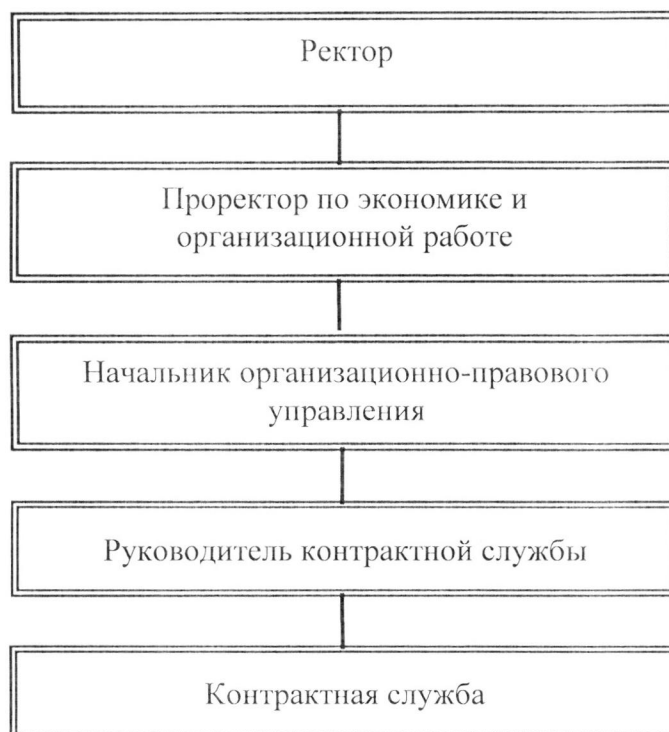 Ректор
Проректор по экономике и
организационной работе
Начальник организационно-правового
управления
Руководитель контрактной службы
Контрактная служба